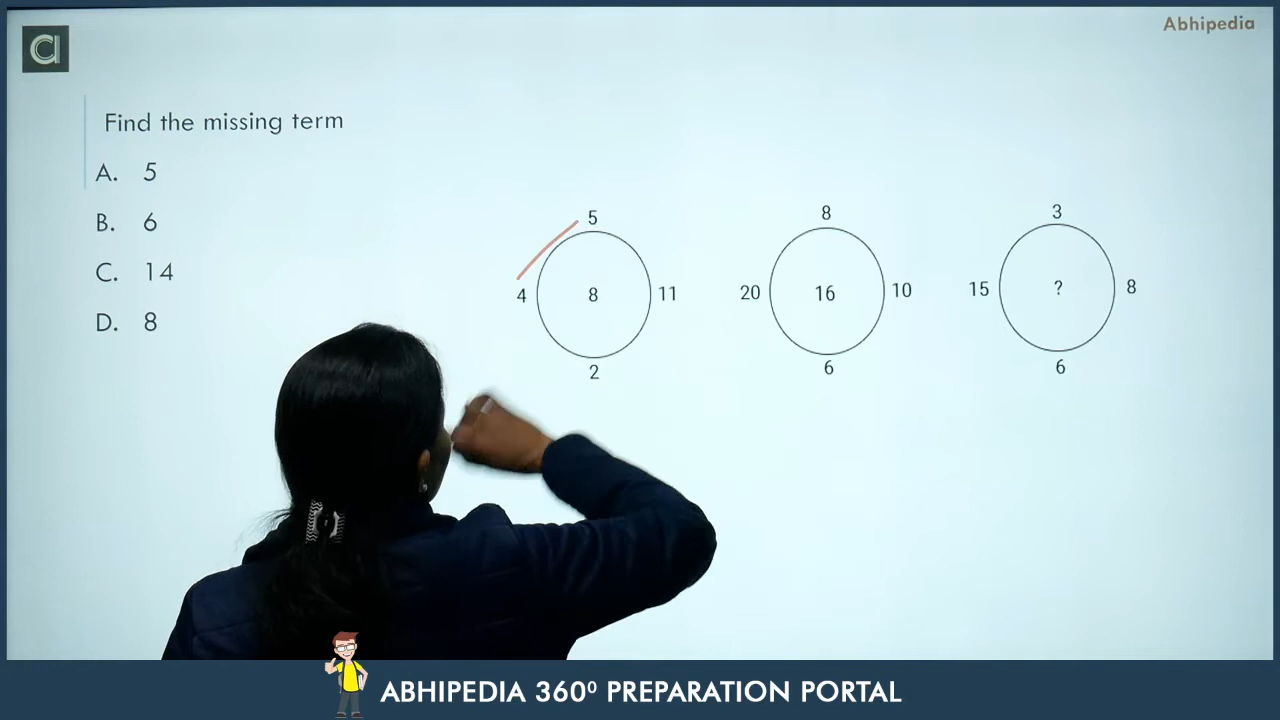 Abhipedia
a
Find the missing term
A. 5
B. 6
C. 14
D. 8
5
4 8 11
2
8
20 16 10
6
3
15 ? 8
6
ABHIPEDIA 360⁰ PREPARATION PORTAL